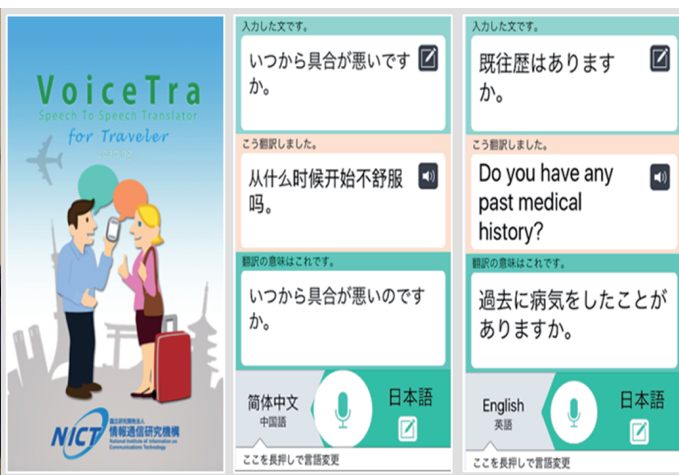 VoiceTra
Speech To Speech Translator
for Traveler
NICT
国立研究開発法人
情報通信研究機構
National Institute of Information and
Communications Technology
入力した文です。
いつから具合が悪いです
か。
こう翻訳しました。
从什么时候开始不舒服
吗。
翻訳の意味はこれです。
いつから具合が悪いのです
か。
简体中文
中国語
日本語
ここを長押しで言語変更
入力した文です。
既往歴はあります
か。
こう翻訳しました。
Do you have any
past medical
history?
翻訳の意味はこれです。
過去に病気をしたことが
ありますか。
English
英語
日本語
ここを長押しで言語変更